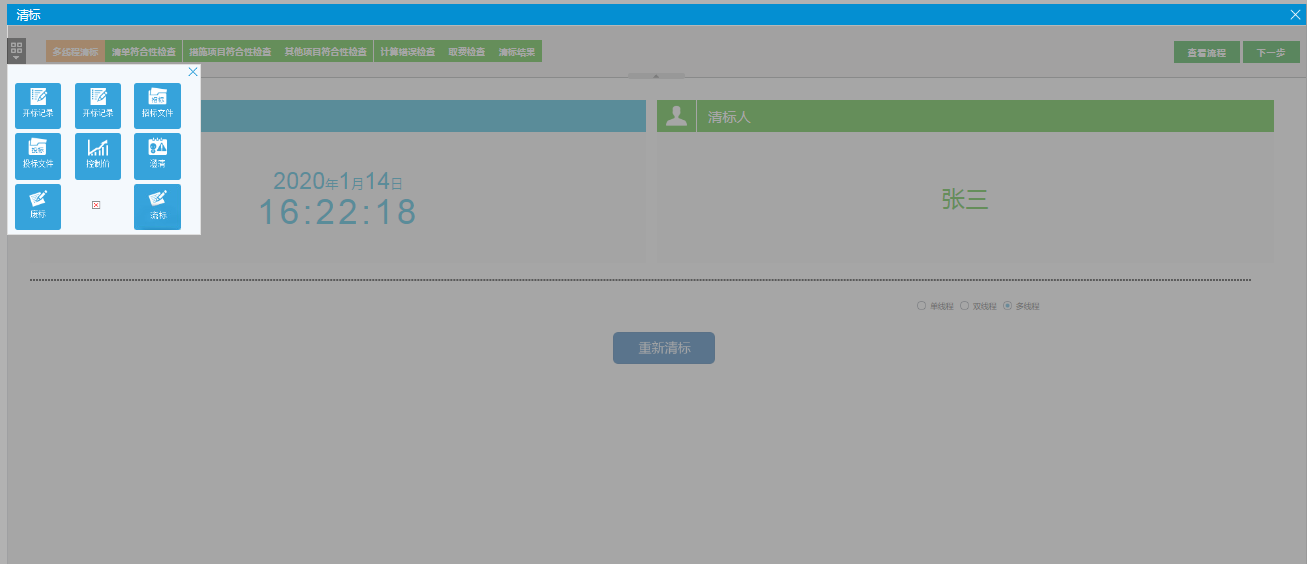 清标
多线程清标 清单符合性检查 措施项目符合性检查 其他项目符合性检查 计算错误检查 取费检查 清标结果
查看流程 下一步
开标记录 开标记录 招标文件
投标文件 控制价 澄清
废标 流标
清标人
2020年1月14日
16:22:18
张三
单线程 双线程 多线程
重新清标